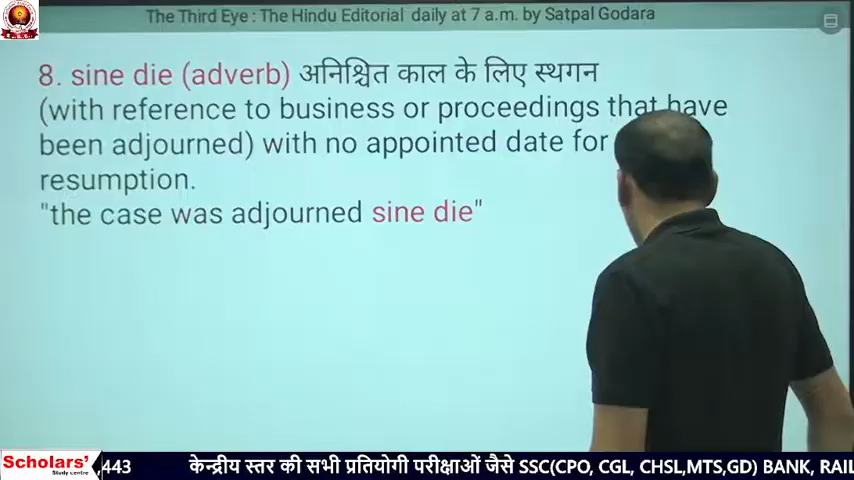 The Third Eye : The Hindu Editorial daily at 7 a.m. by Satpal Godara
8. sine die (adverb) अनिश्चित काल के लिए स्थगन
(with reference to business or proceedings that have
been adjourned) with no appointed date for
resumption.
"the case was adjourned sine die"
Scholars'
Study centre
,443 केन्द्रीय स्तर की सभी प्रतियोगी परीक्षाओं जैसे SSC(CPO, CGL, CHSL,MTS,GD) BANK, RAIL